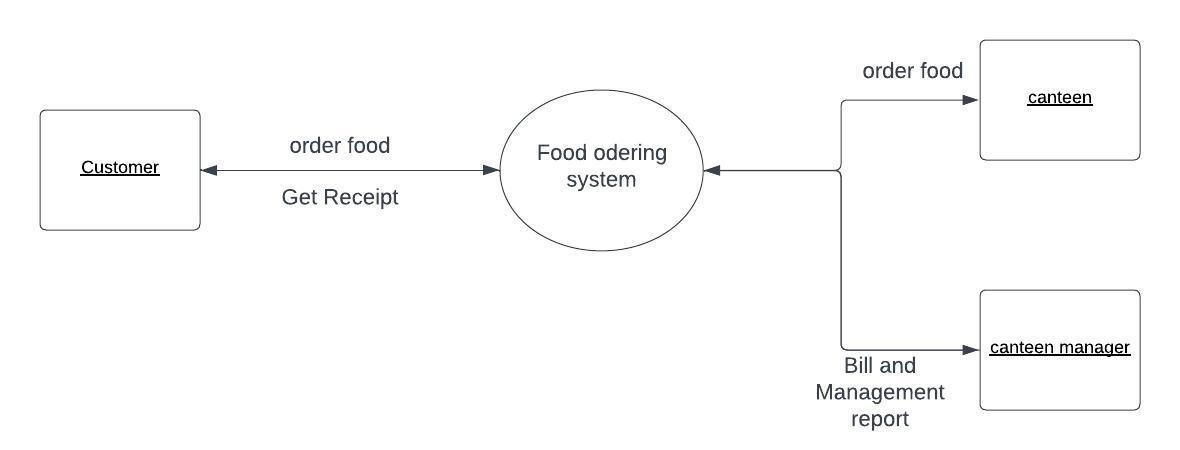 order food
canteen
Customer
order food
Get Receipt
Food odering
system
canteen manager
Bill and
Management
report